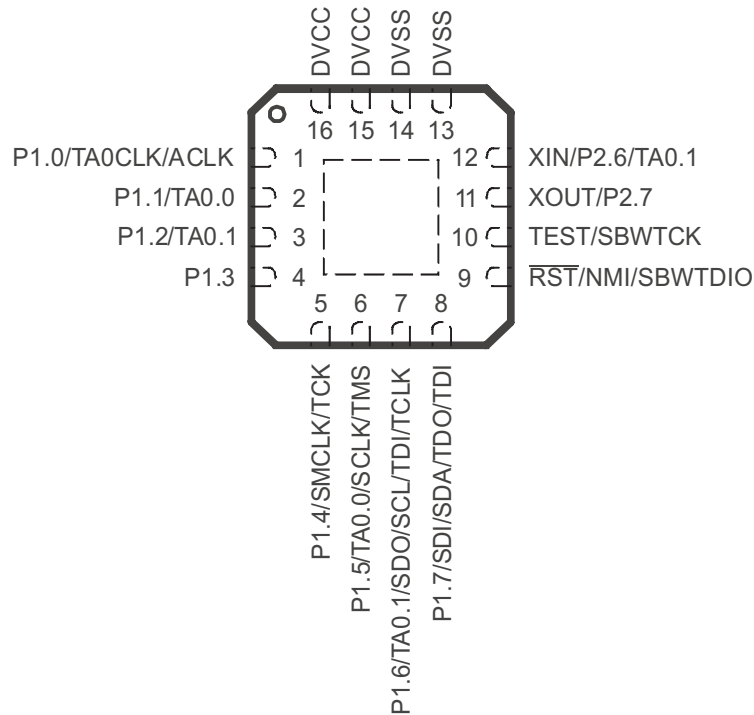 DVCC
DVCC
DVSS
DVSS
16
15
14
13
P1.0/TA0CLK/ACLK
1
12
XIN/P2.6/TA0.1
P1.1/TA0.0
2
11
XOUT/P2.7
P1.2/TA0.1
3
10
TEST/SBWTCK
P1.3
4
9
RST/NMI/SBWTDIO
5
6
7
8
P1.4/SMCLK/TCK
P1.5/TA0.0/SCLK/TMS
P1.6/TA0.1/SDO/SCL/TDI/TCLK
P1.7/SDI/SDA/TDO/TDI